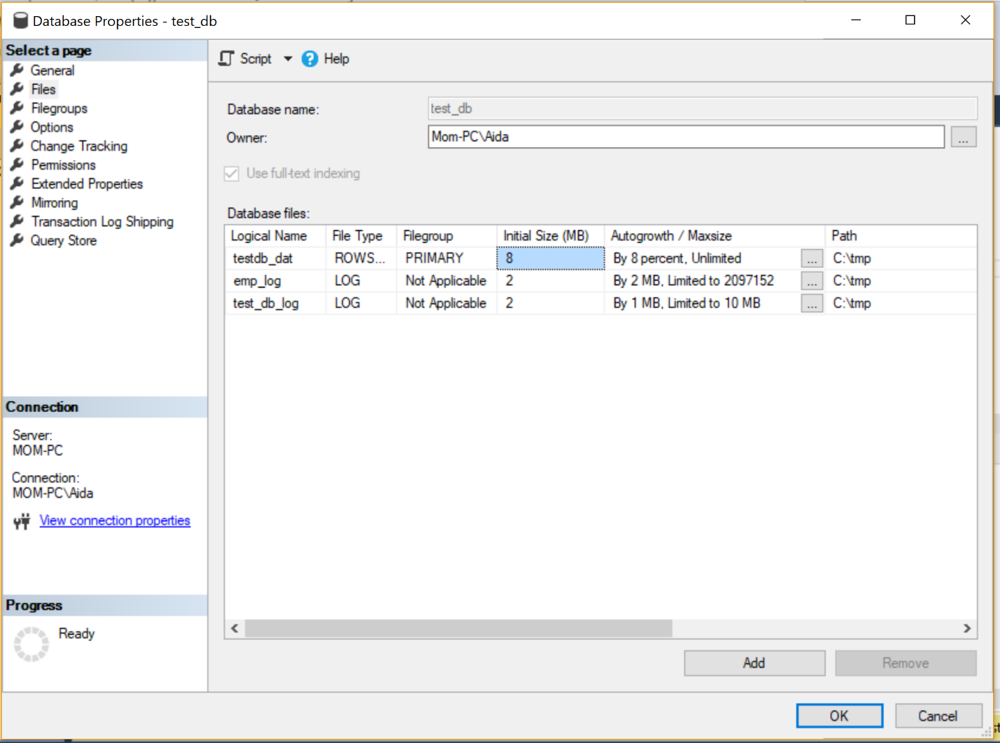 Database Properties - test_db
Select a page
General
Files
Filegroups
Options
Change Tracking
Permissions
Extended Properties
Mirroring
Transaction Log Shipping
Query Store
Connection
Server:
MOM-PC
Connection:
MOM-PC\Aida
View connection properties
Progress
Ready
Script Help
Database name: test_db
Owner: Mom-PC\Aida ...
Use full-text indexing
Database files:
Logical Name File Type Filegroup Initial Size (MB) Autogrowth / Maxsize Path
testdb_dat ROWS... PRIMARY 8 By 8 percent, Unlimited ... C:\tmp
emp_log LOG Not Applicable 2 By 2 MB, Limited to 2097152 ... C:\tmp
test_db_log LOG Not Applicable 2 By 1 MB, Limited to 10 MB ... C:\tmp
Add Remove
OK Cancel